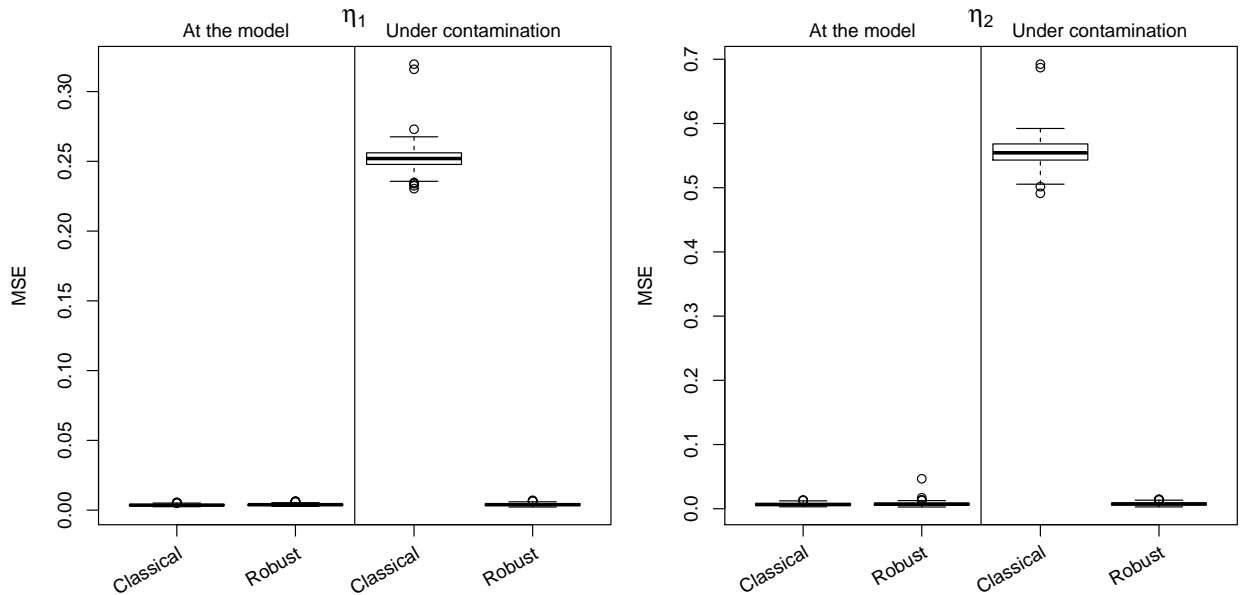 η1
At the model
Under contamination
MSE
0.30
0.25
0.20
0.15
0.10
0.05
0.00
Classical
Robust
Classical
Robust
η2
At the model
Under contamination
MSE
0.7
0.6
0.5
0.4
0.3
0.2
0.1
0.0
Classical
Robust
Classical
Robust